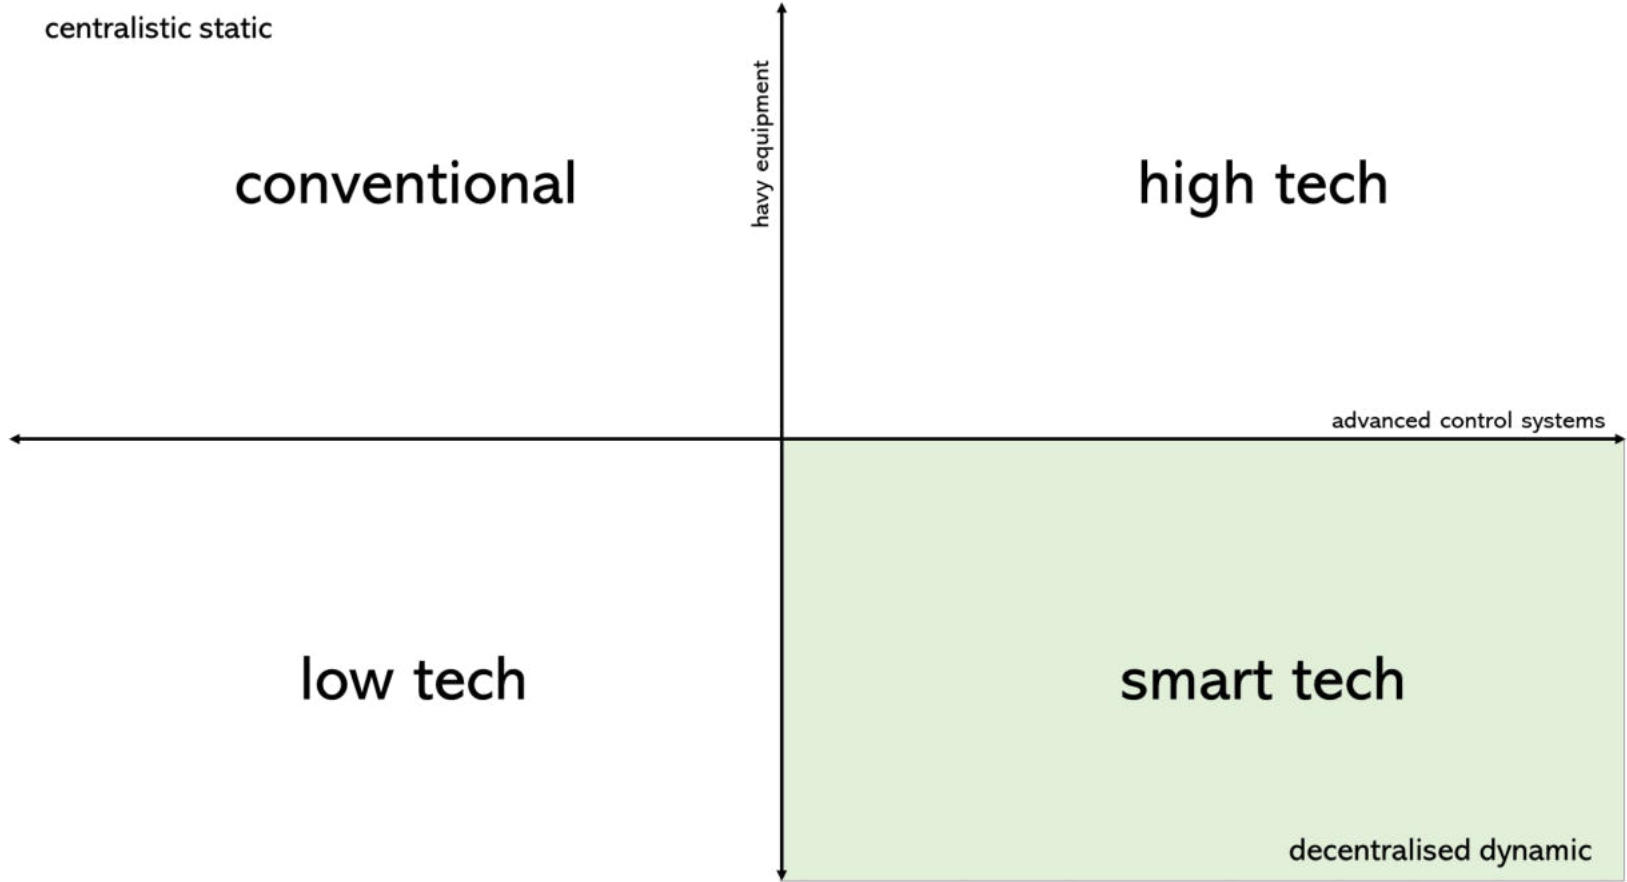 centralistic static
havy equipment
conventional
high tech
advanced control systems
low tech
smart tech
decentralised dynamic